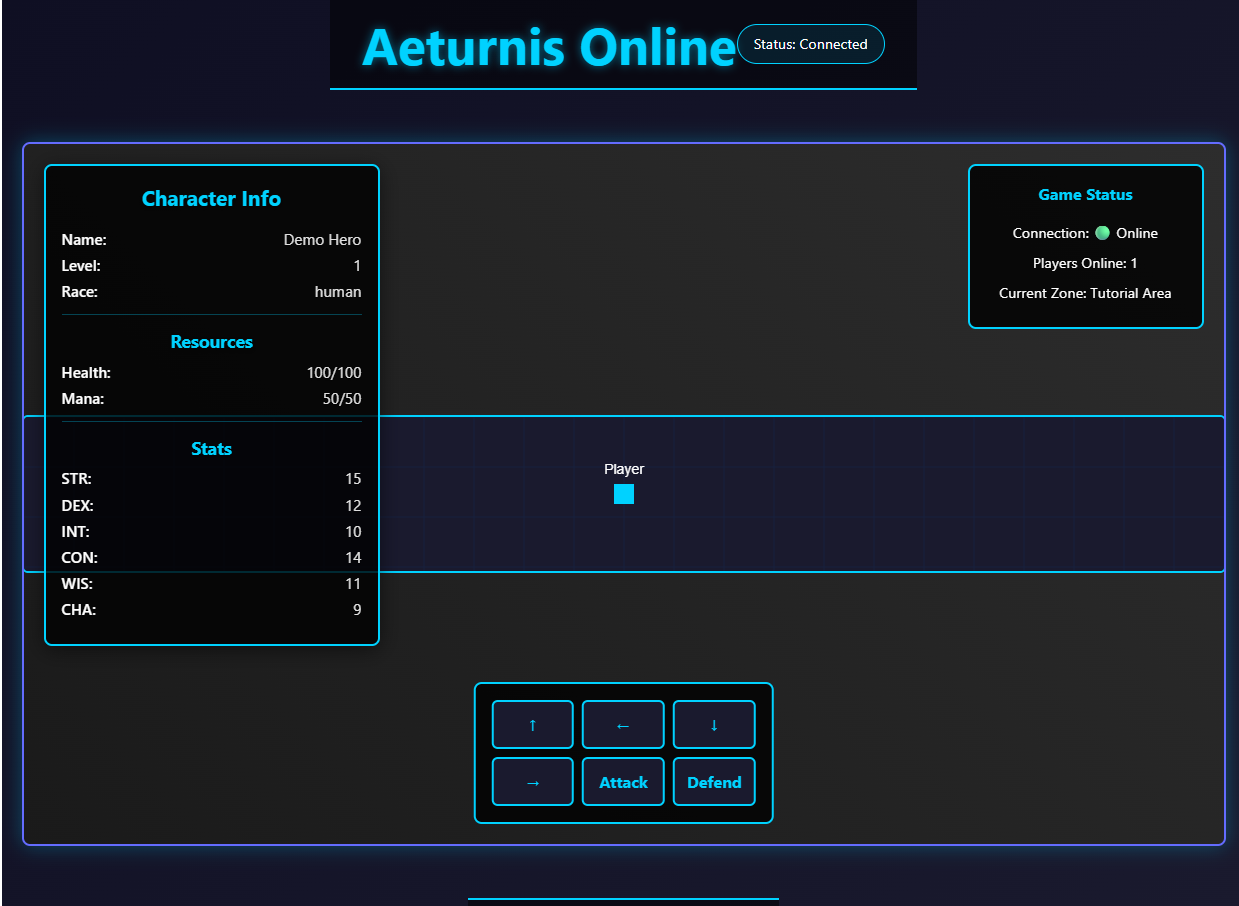 Aeturnis Online
Status: Connected
Character Info
Name: Demo Hero
Level: 1
Race: human
Resources
Health: 100/100
Mana: 50/50
Stats
STR: 15
DEX: 12
INT: 10
CON: 14
WIS: 11
CHA: 9
Game Status
Connection: Online
Players Online: 1
Current Zone: Tutorial Area
Player
↑ ← ↓
→ Attack Defend